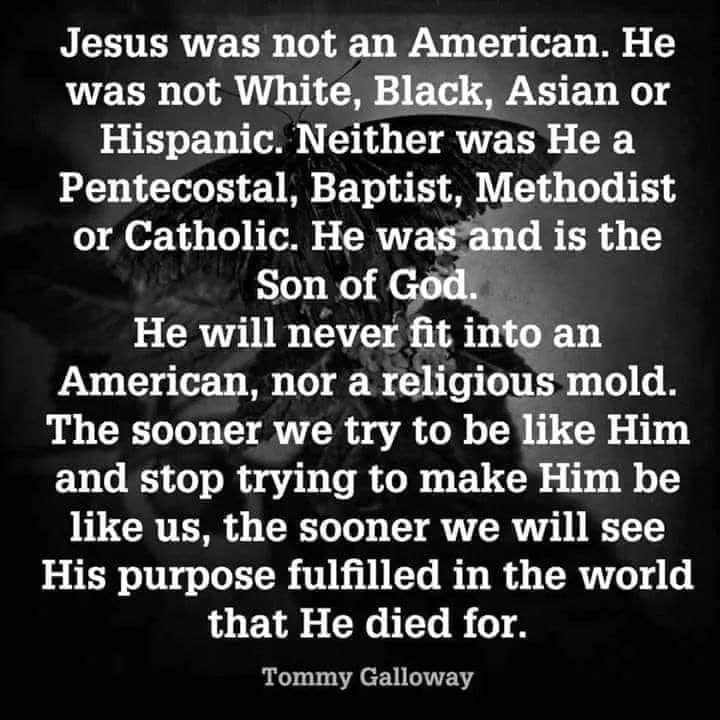 Jesus was not an American. He
was not White, Black, Asian or
Hispanic. Neither was He a
Pentecostal, Baptist, Methodist
or Catholic. He was and is the
Son of God.
He will never fit into an
American, nor a religious mold.
The sooner we try to be like Him
and stop trying to make Him be
like us, the sooner we will see
His purpose fulfilled in the world
that He died for.
Tommy Galloway